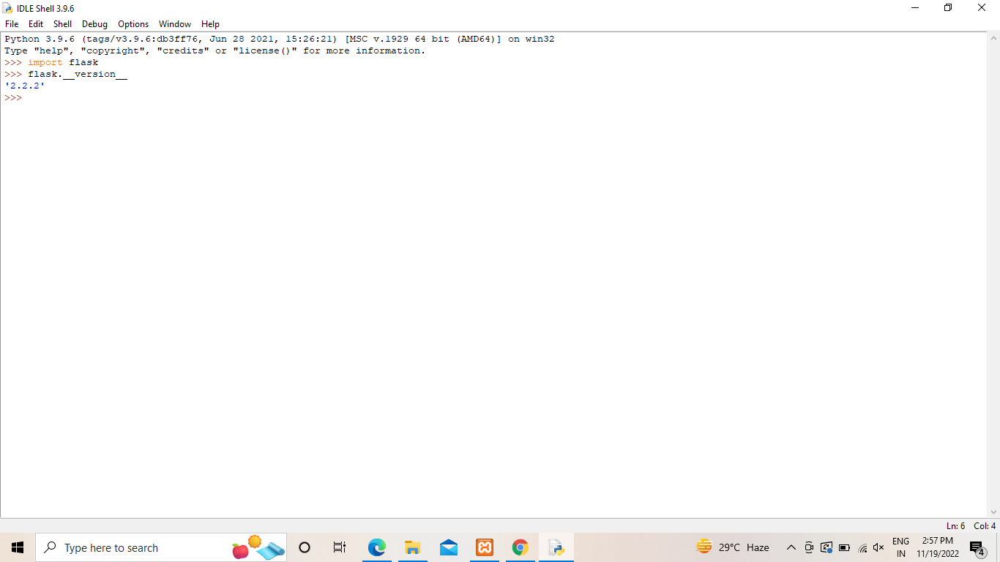 IDLE Shell 3.9.6
File Edit Shell Debug Options Window Help
Python 3.9.6 (tags/v3.9.6:db3ff76, Jun 28 2021, 15:26:21) [MSC v.1929 64 bit (AMD64)] on win32
Type "help", "copyright", "credits" or "license()" for more information.
>>> import flask
>>> flask.__version__
'2.2.2'
>>>
Ln: 6 Col: 4
Type here to search
29°C Haze
ENG
IN
2:57 PM
11/19/2022
4